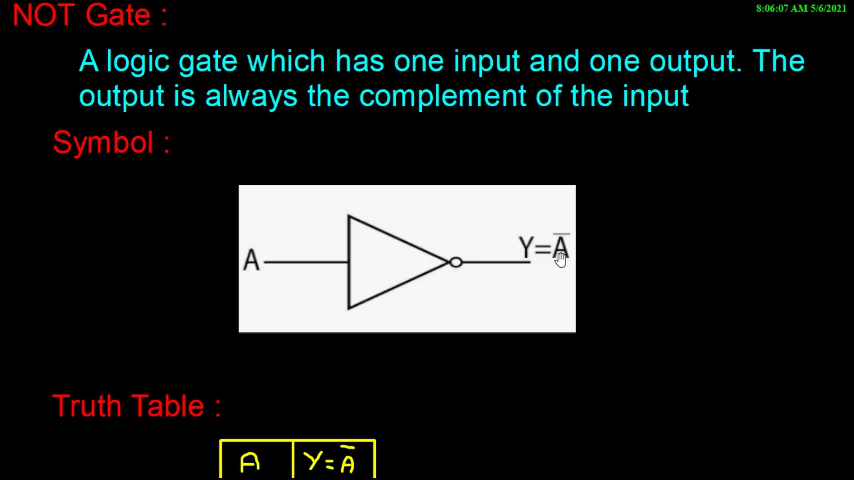 8:06:07 AM 5/6/2021
NOT Gate :
A logic gate which has one input and one output. The
output is always the complement of the input
Symbol :
A
Y=A̅
Truth Table :
A Y=A̅